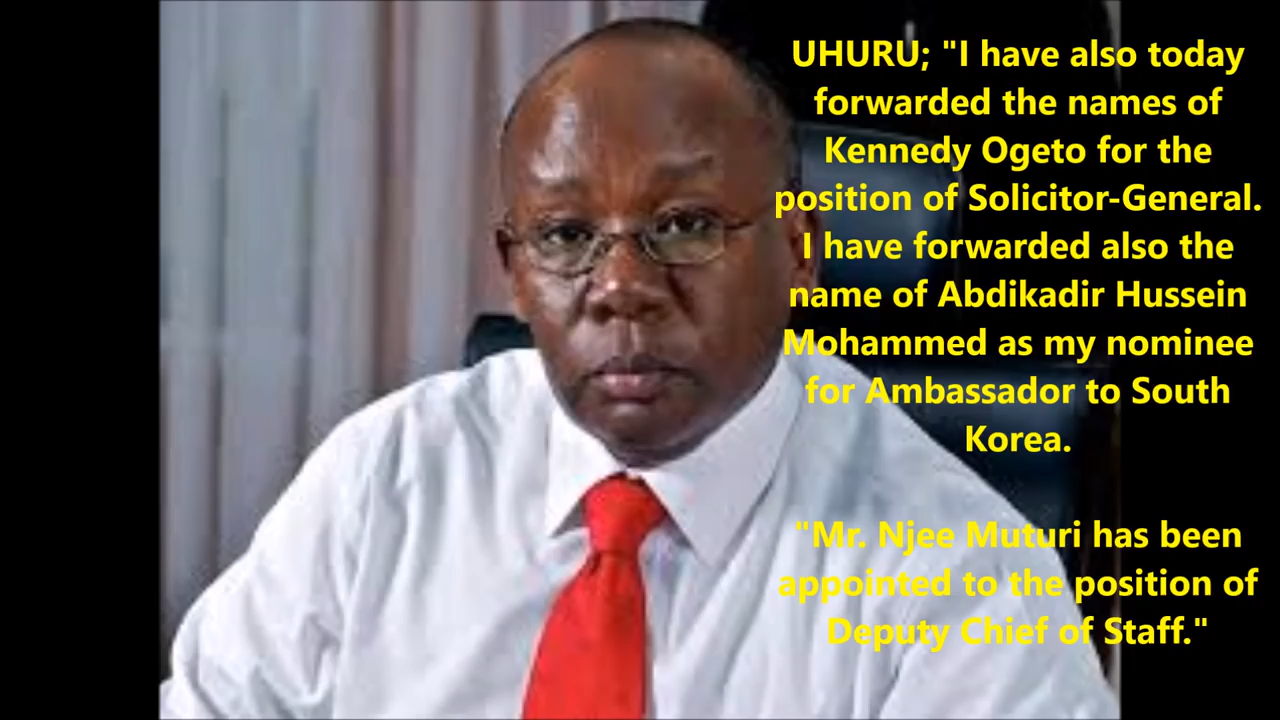 UHURU; "I have also today
forwarded the names of
Kennedy Ogeto for the
position of Solicitor-General.
I have forwarded also the
name of Abdikadir Hussein
Mohammed as my nominee
for Ambassador to South
Korea.
"Mr. Njee Muturi has been
appointed to the position of
Deputy Chief of Staff."